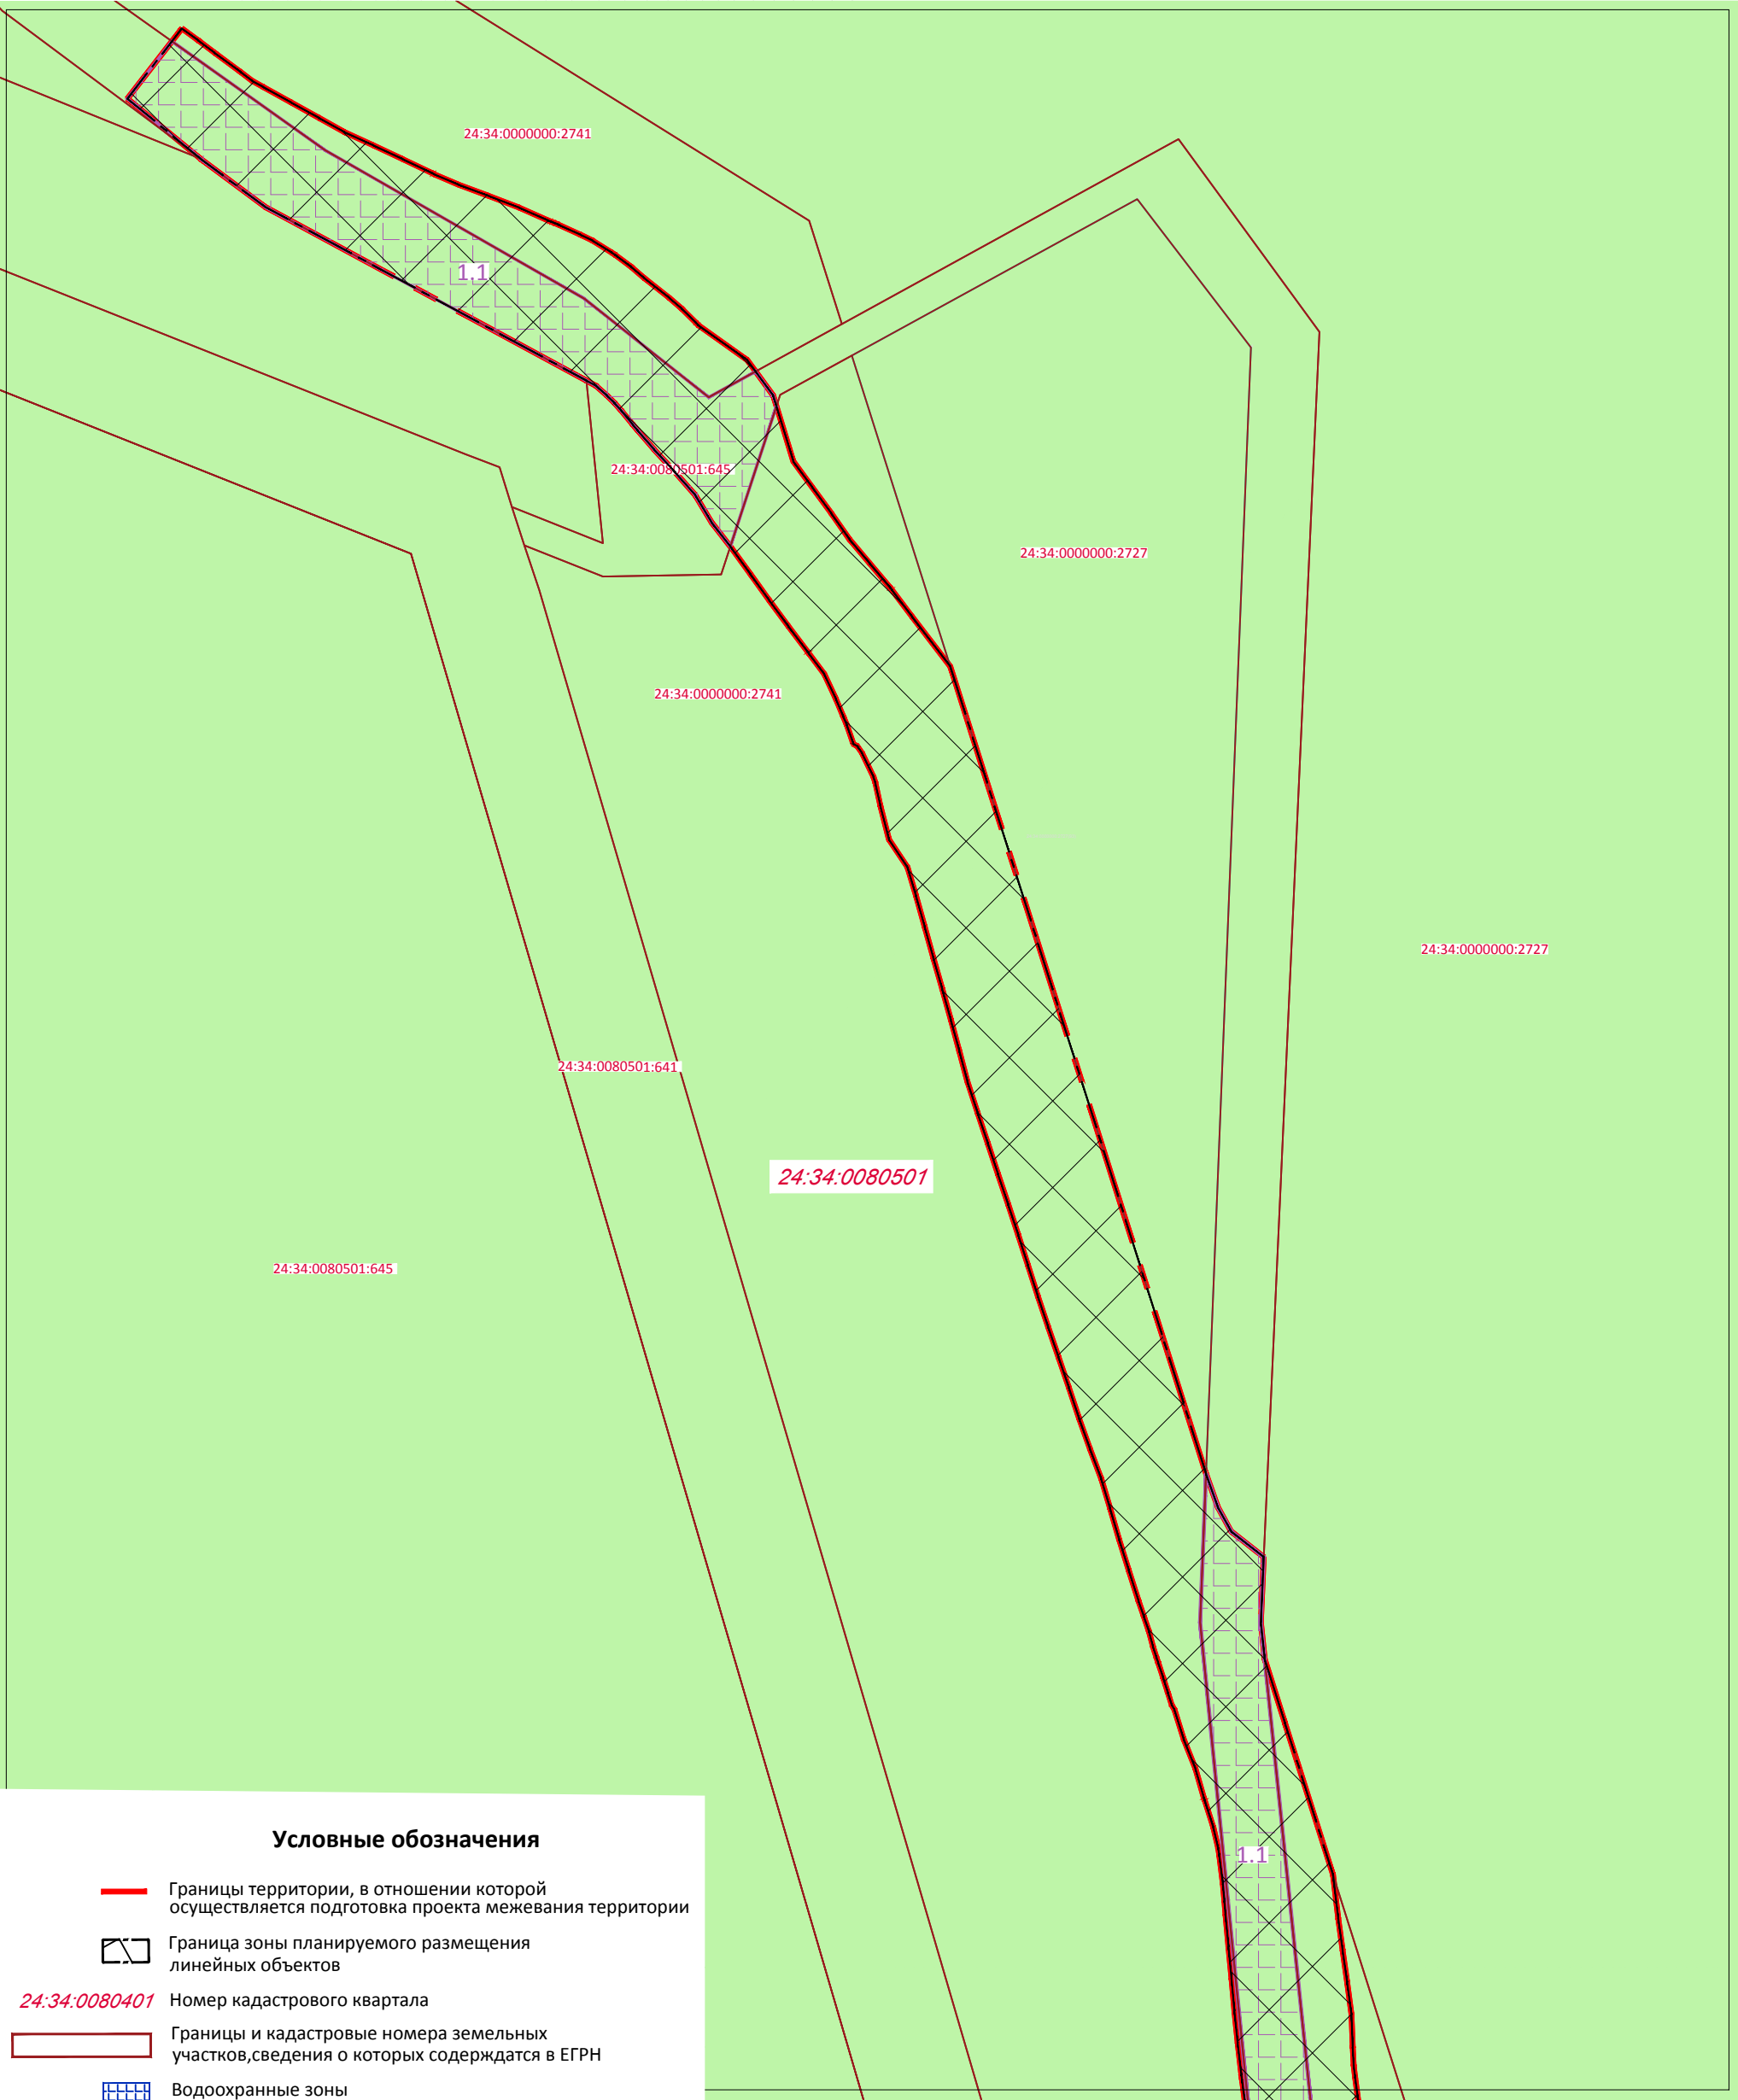 24:34:0000000:2741
1.1
24:34:0080501:645
24:34:0000000:2727
24:34:0000000:2741
24:34:0000000:2727
24:34:0080501:641
24:34:0080501
24:34:0080501:645
1.1
Условные обозначения
Границы территории, в отношении которой
осуществляется подготовка проекта межевания территории
Граница зоны планируемого размещения
линейных объектов
24:34:0080401 Номер кадастрового квартала
Границы и кадастровые номера земельных
участков,сведения о которых содержатся в ЕГРН
Водоохранные зоны